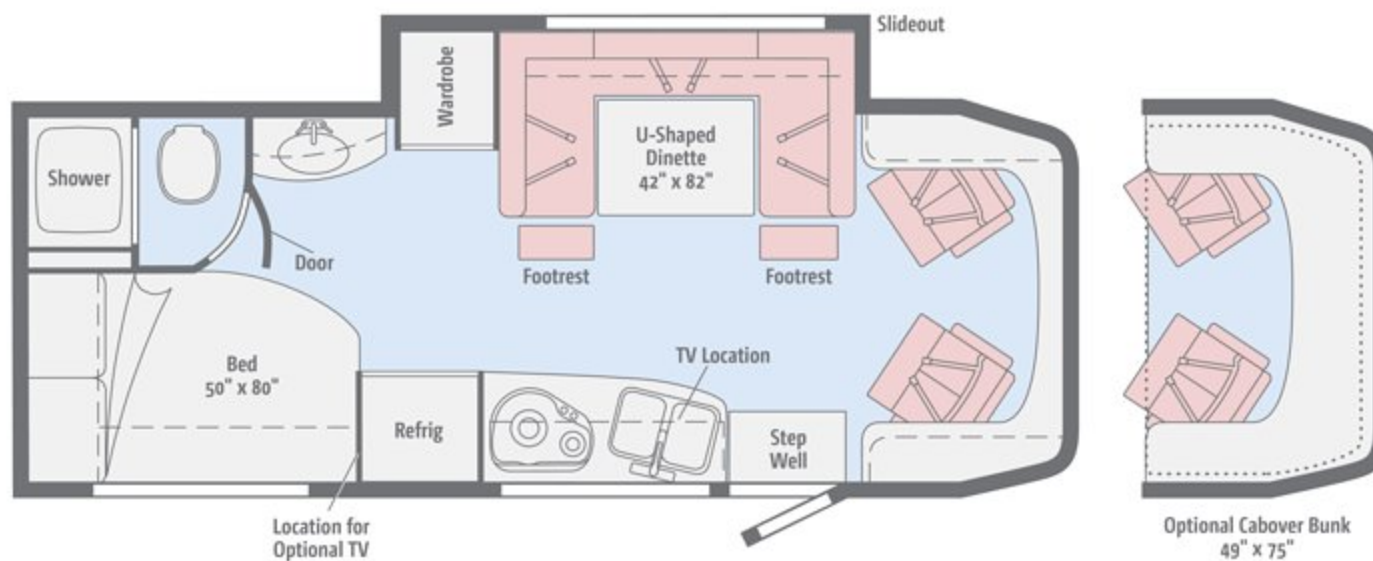 Slideout
Wardrobe
U-Shaped
Dinette
42" x 82"
Shower
Door
Footrest
Footrest
TV Location
Bed
50" x 80"
Refrig
Step
Well
Location for
Optional TV
Optional Cabover Bunk
49" x 75"